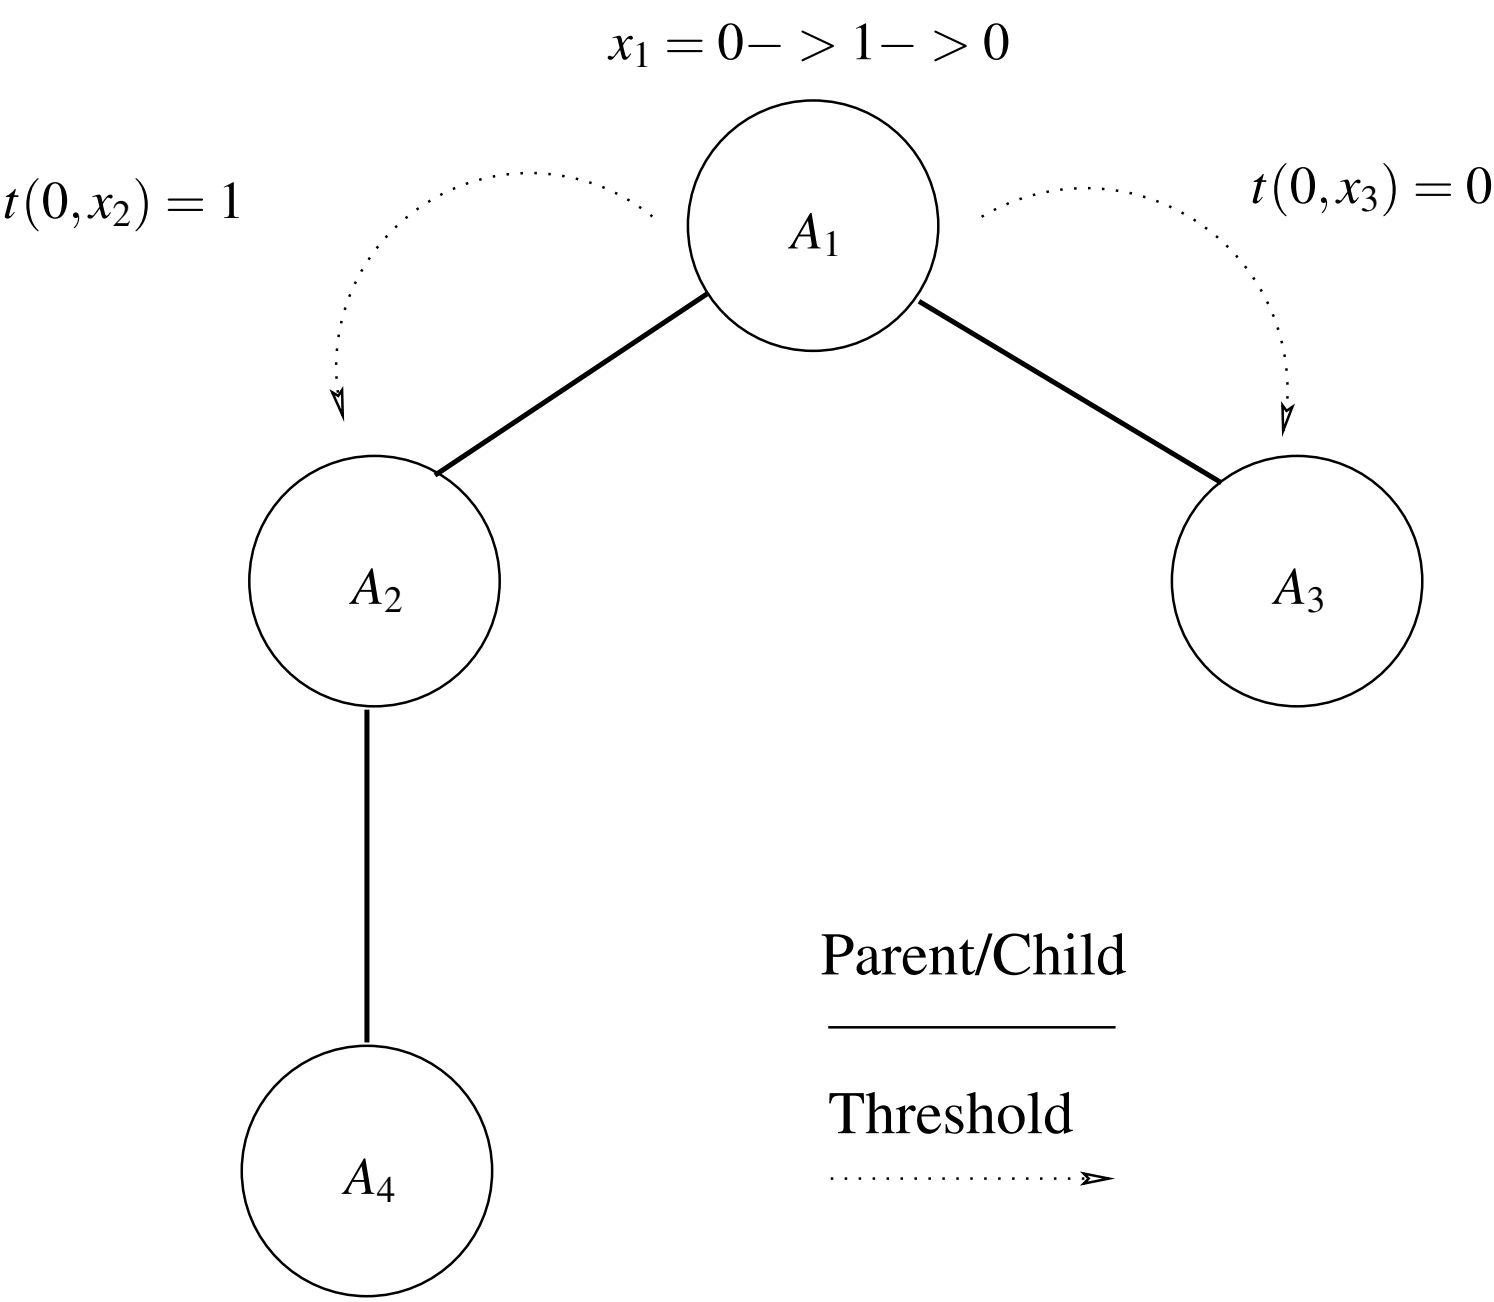 x₁ = 0− > 1− > 0
t(0,x₂) = 1
t(0,x₃) = 0
A₁
A₂
A₃
Parent/Child
Threshold
A₄